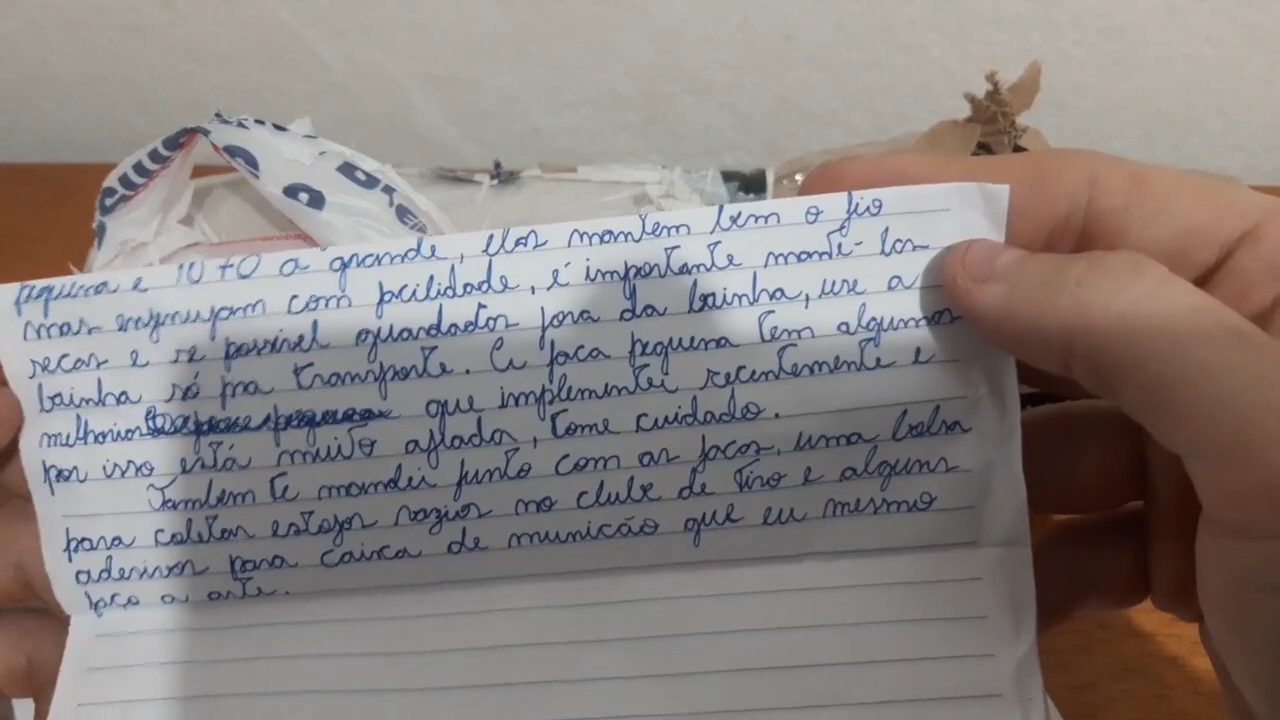 pequena e 1070 a grande, elas mantem bem o fio
mas enferrujam com facilidade, é importante mantê-las
secas e se possivel guardadas fora da bainha, use a
bainha só pra transporte. A faca pequena tem algumas
melhorias que implementei recentemente e
por isso está muito afiada, tome cuidado.
Tambem te mandei junto com as facas, uma bolsa
para coletar estojos vazios no clube de tiro e alguns
adesivos para caixa de municão que eu mesmo
faço a arte.